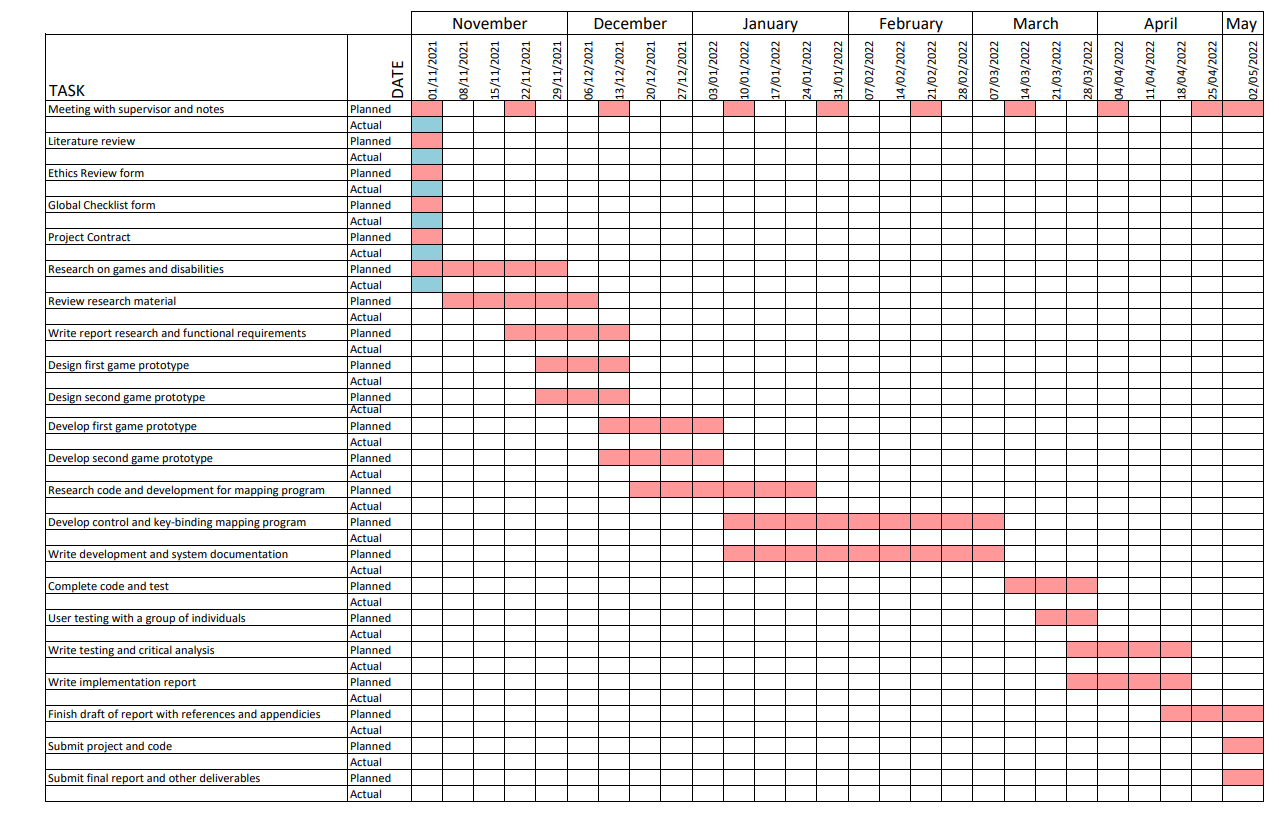 November December January February March April May
TASK DATE 01/11/2021 08/11/2021 15/11/2021 22/11/2021 29/11/2021 06/12/2021 13/12/2021 20/12/2021 27/12/2021 03/01/2022 10/01/2022 17/01/2022 24/01/2022 31/01/2022 07/02/2022 14/02/2022 21/02/2022 28/02/2022 07/03/2022 14/03/2022 21/03/2022 28/03/2022 04/04/2022 11/04/2022 18/04/2022 25/04/2022 02/05/2022
Meeting with supervisor and notes Planned
Actual
Literature review Planned
Actual
Ethics Review form Planned
Actual
Global Checklist form Planned
Actual
Project Contract Planned
Actual
Research on games and disabilities Planned
Actual
Review research material Planned
Actual
Write report research and functional requirements Planned
Actual
Design first game prototype Planned
Actual
Design second game prototype Planned
Actual
Develop first game prototype Planned
Actual
Develop second game prototype Planned
Actual
Research code and development for mapping program Planned
Actual
Develop control and key-binding mapping program Planned
Actual
Write development and system documentation Planned
Actual
Complete code and test Planned
Actual
User testing with a group of individuals Planned
Actual
Write testing and critical analysis Planned
Actual
Write implementation report Planned
Actual
Finish draft of report with references and appendicies Planned
Actual
Submit project and code Planned
Actual
Submit final report and other deliverables Planned
Actual